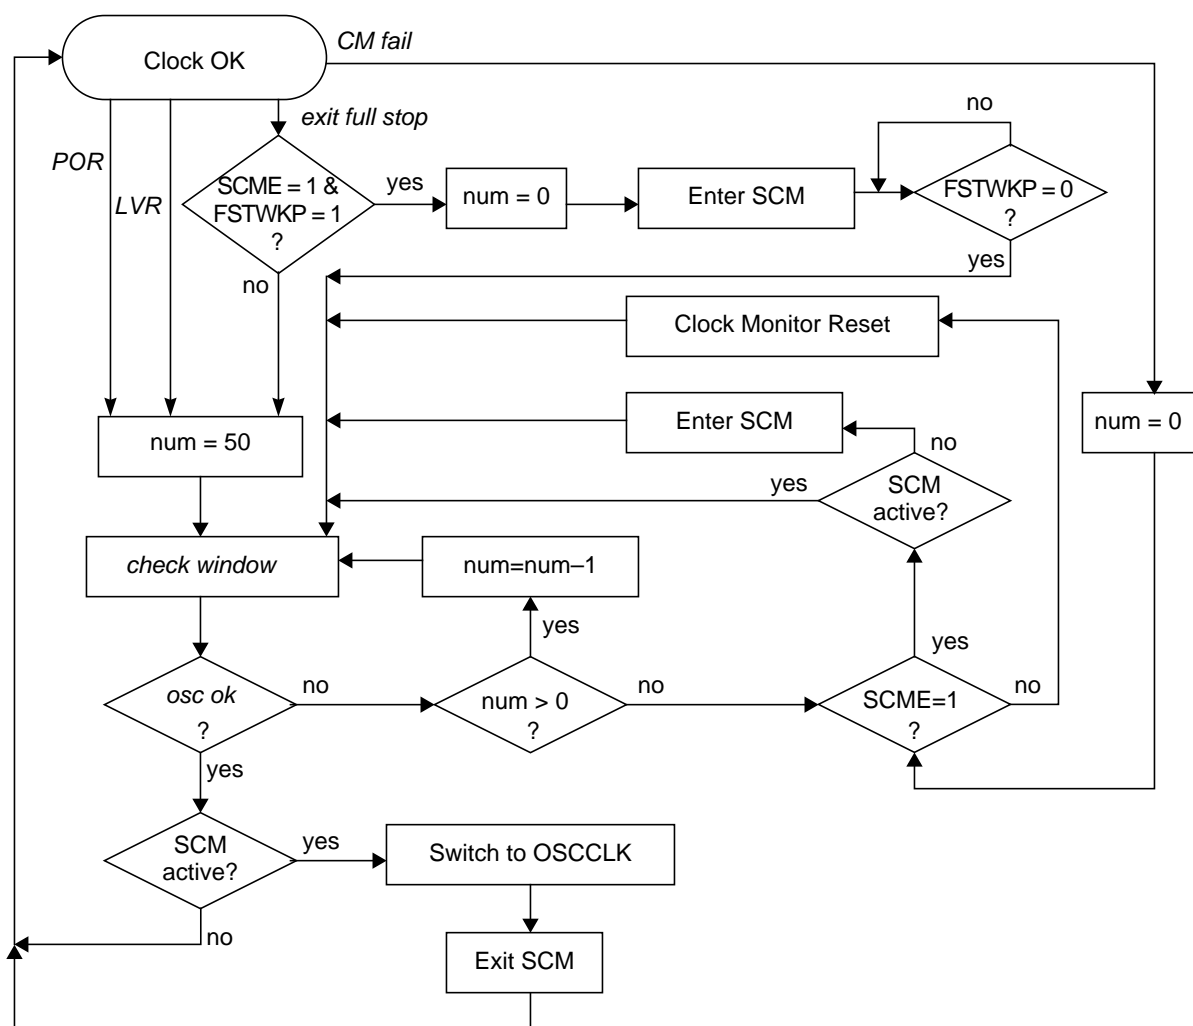 CM fail
Clock OK
exit full stop
no
POR
LVR
SCME = 1 &
FSTWKP = 1
?
yes
num = 0
Enter SCM
FSTWKP = 0
?
no
yes
Clock Monitor Reset
Enter SCM
num = 0
num = 50
no
SCM
active?
yes
check window
num=num–1
yes
yes
osc ok
?
no
num > 0
?
no
SCME=1
?
no
yes
SCM
active?
yes
Switch to OSCCLK
no
Exit SCM